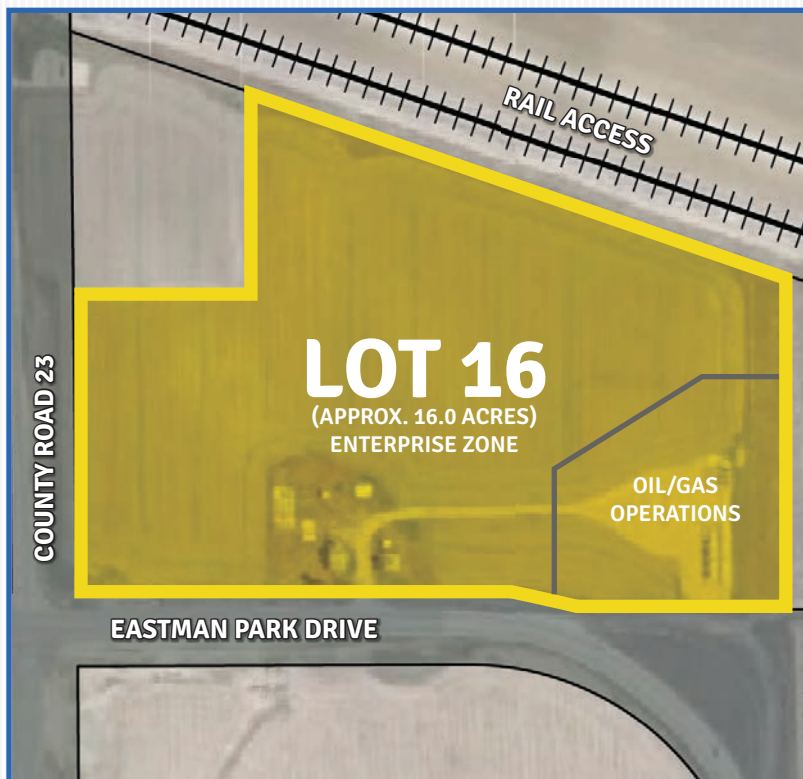 RAIL ACCESS
LOT 16
(APPROX. 16.0 ACRES)
ENTERPRISE ZONE
COUNTY ROAD 23
OIL/GAS
OPERATIONS
EASTMAN PARK DRIVE